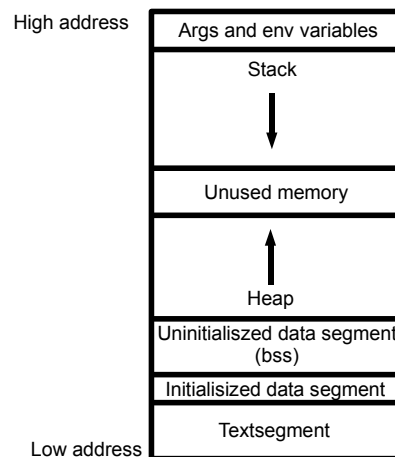 High address
Args and env variables
Stack
Unused memory
Heap
Uninitialiszed data segment
(bss)
Initialisized data segment
Textsegment
Low address